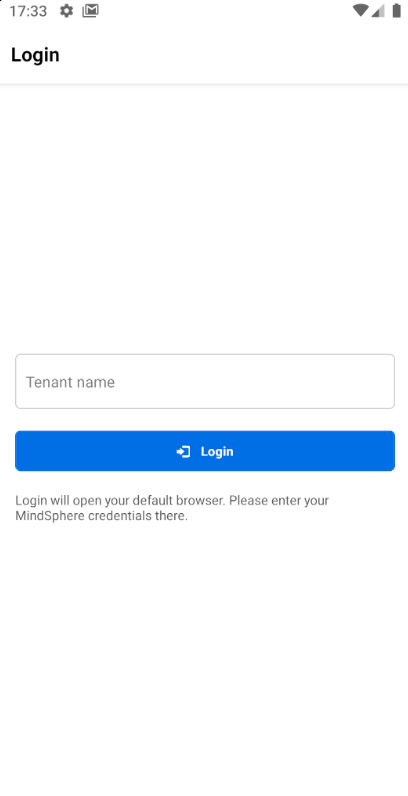 17:33
Login
Tenant name
Login
Login will open your default browser. Please enter your
MindSphere credentials there.